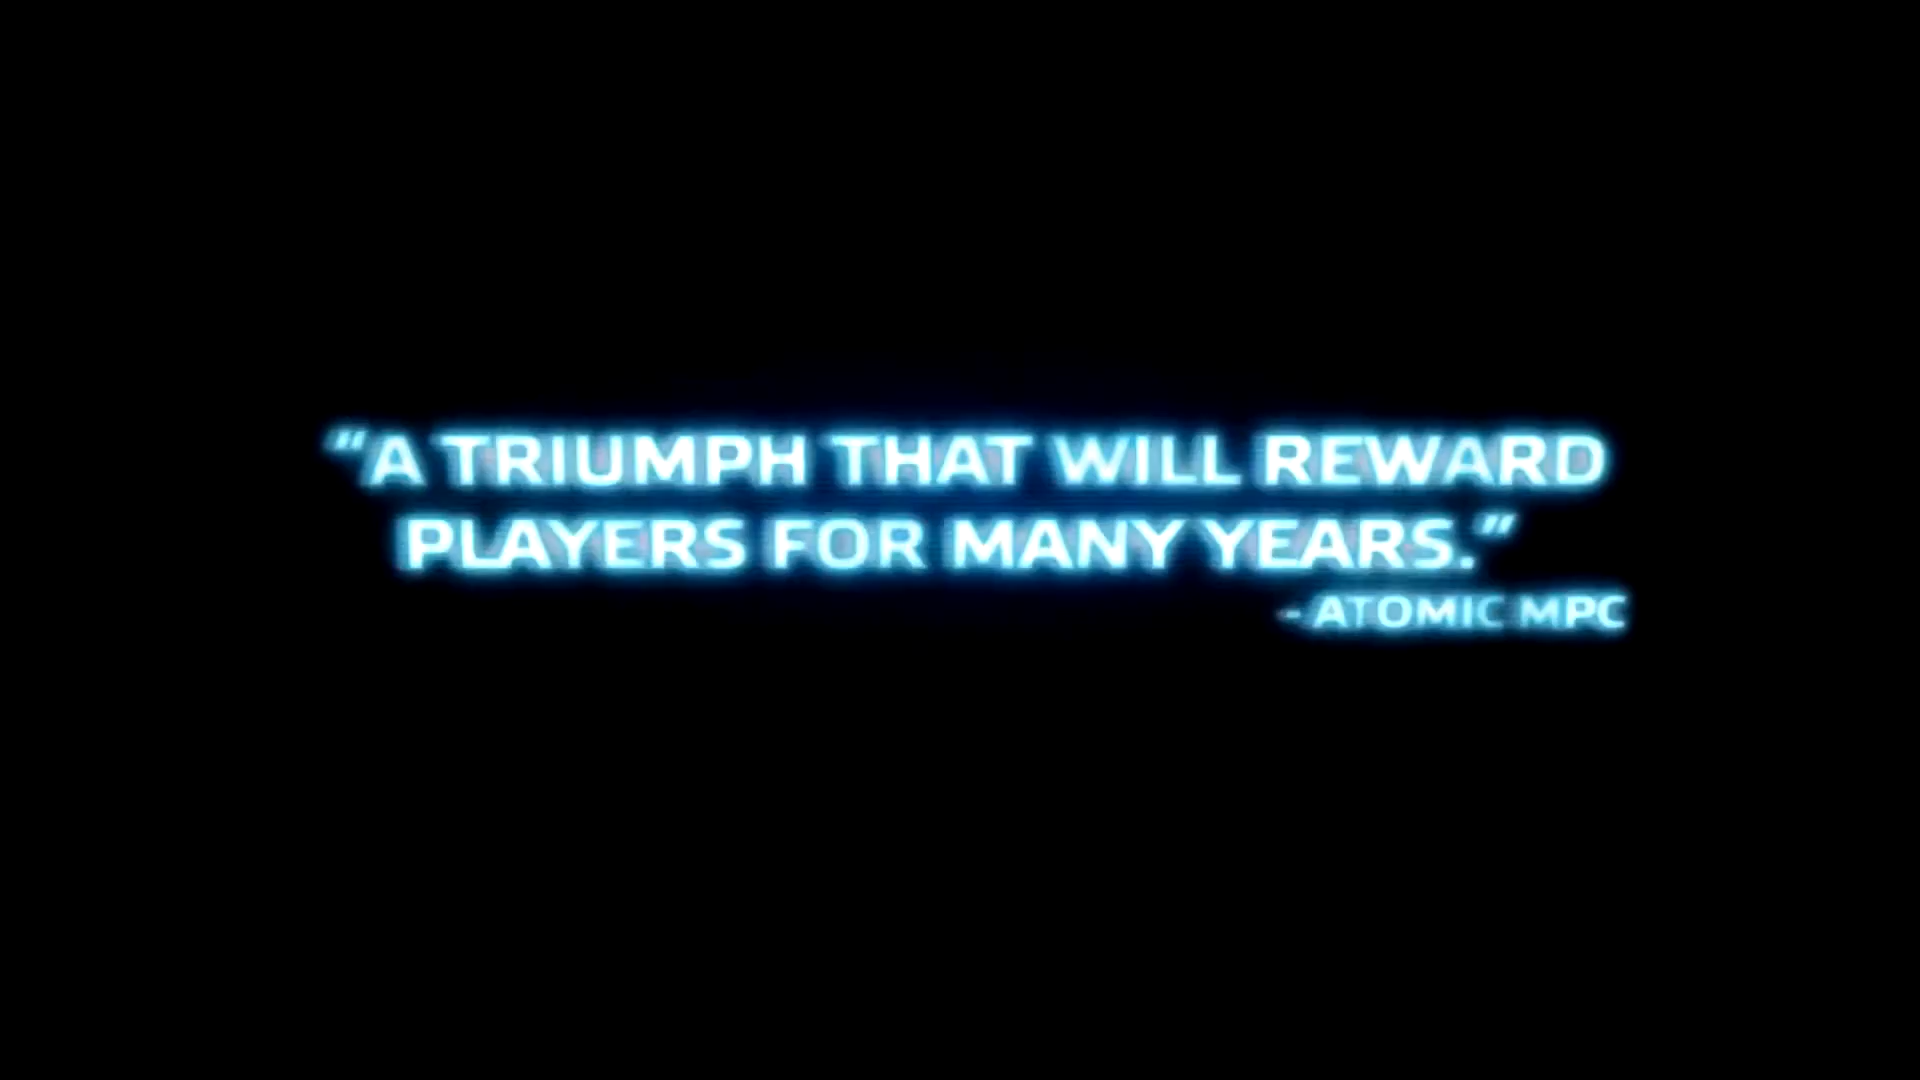 “A TRIUMPH THAT WILL REWARD
PLAYERS FOR MANY YEARS.”
- ATOMIC MPC